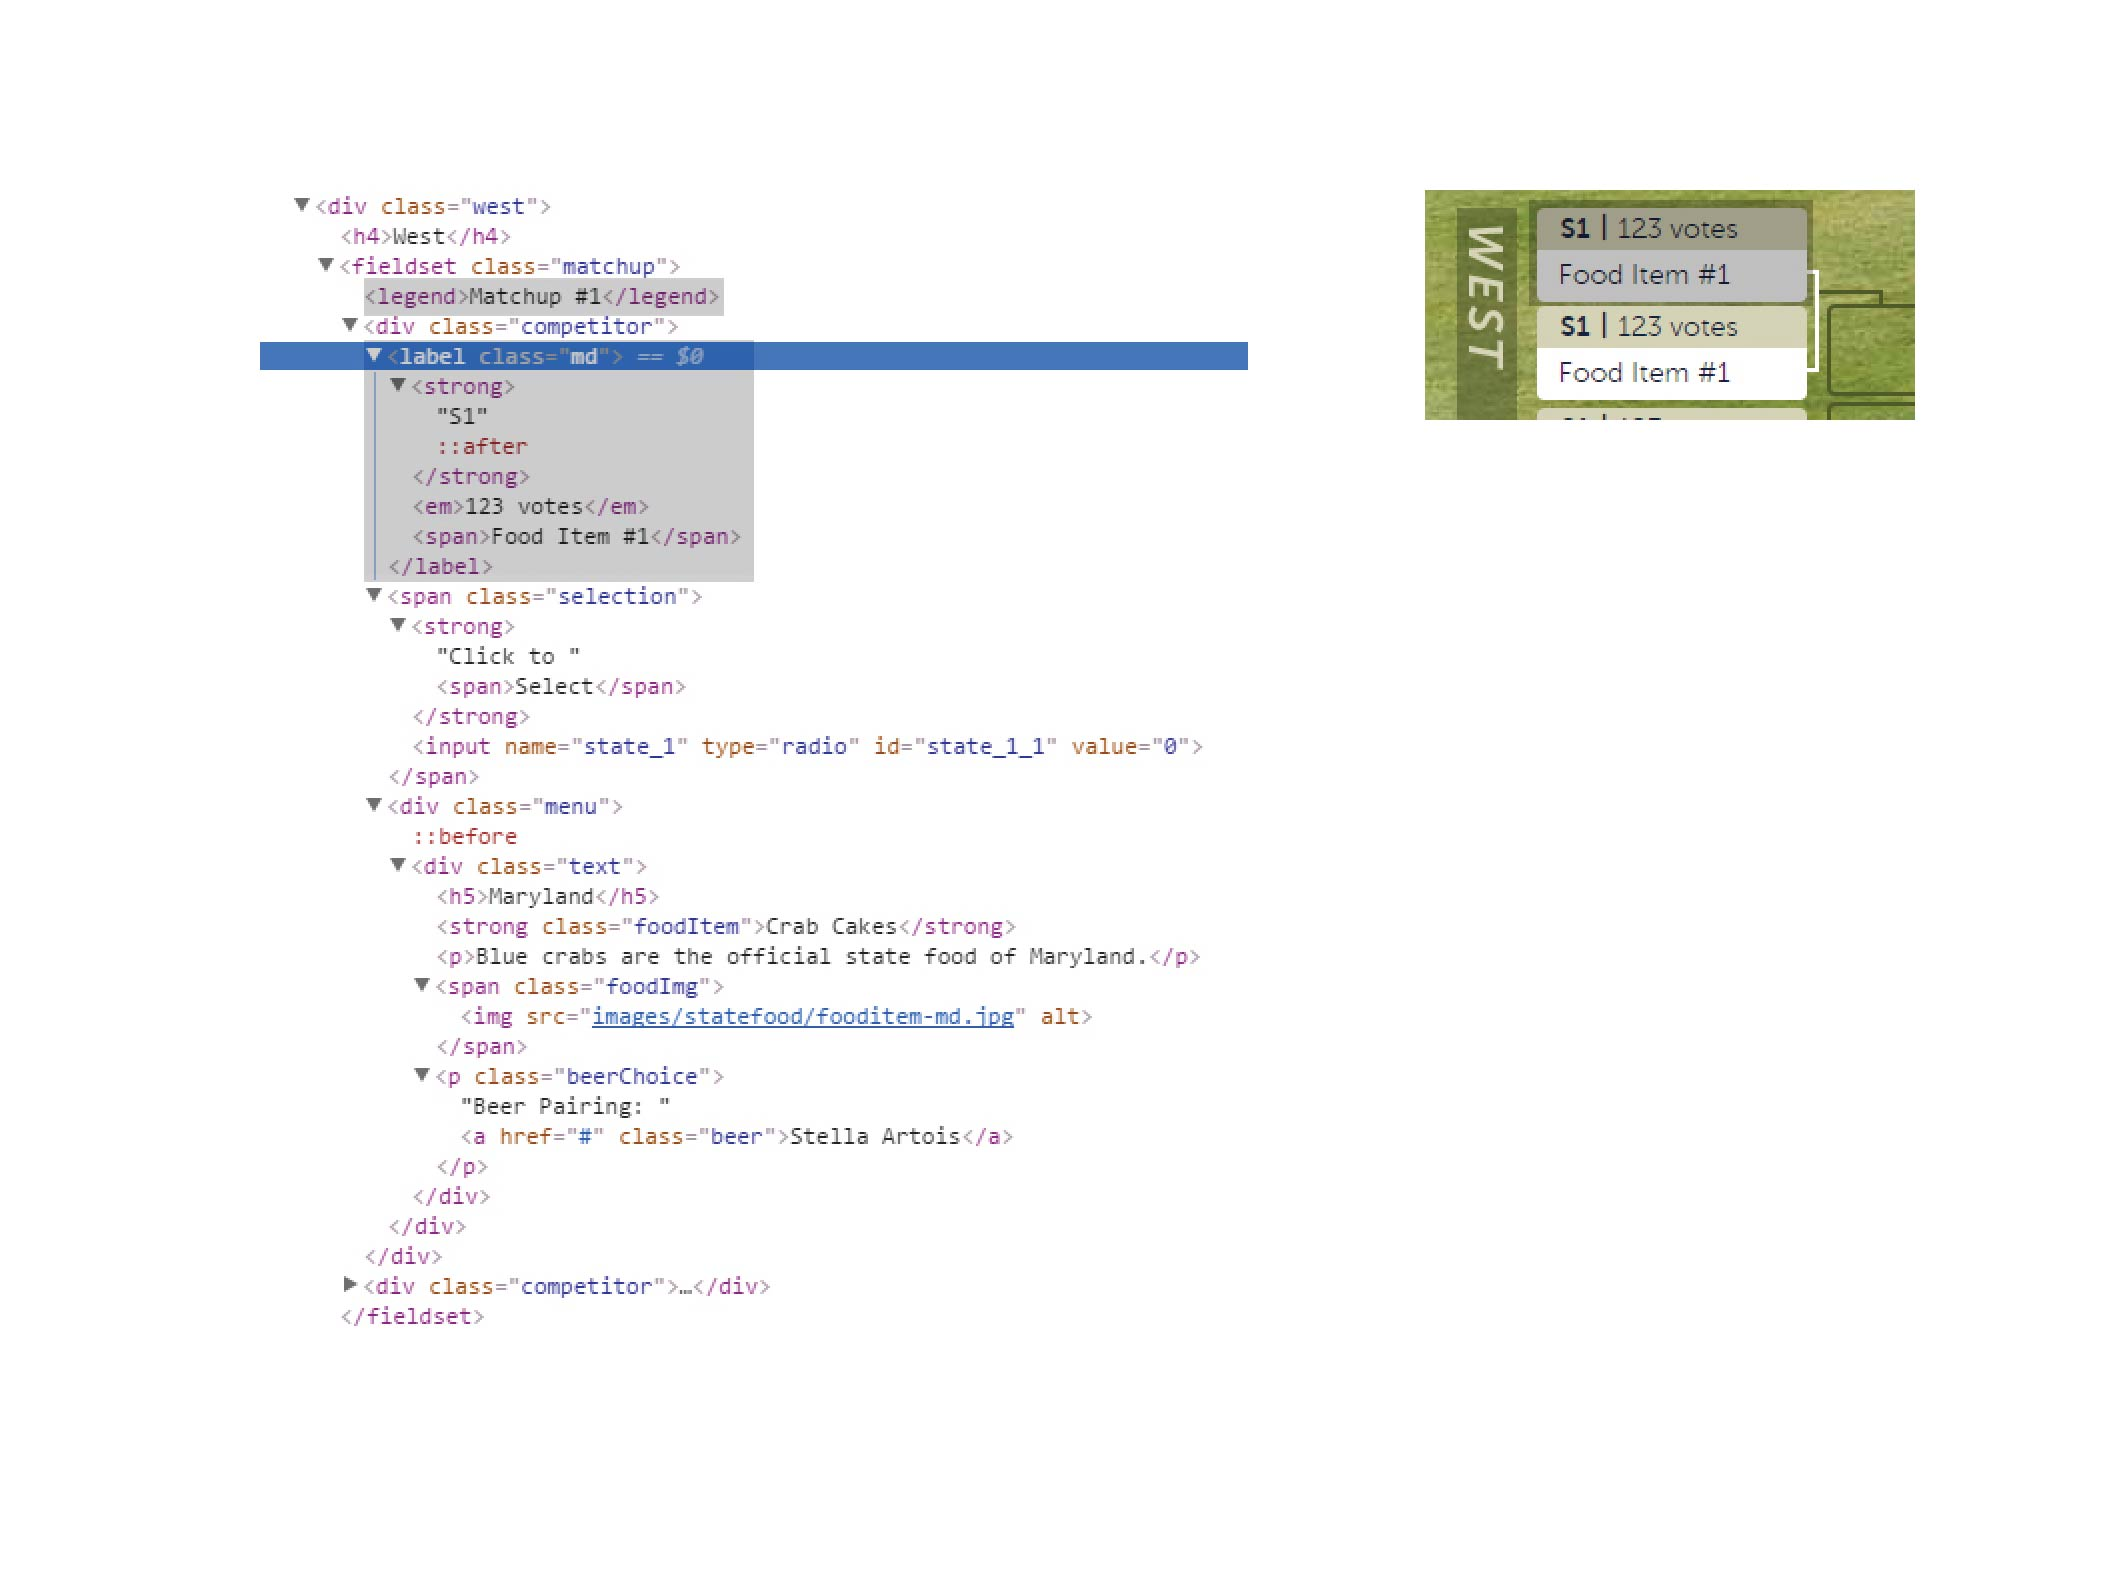 ▼<div class="west">
<h4>West</h4>
▼<fieldset class="matchup">
<legend>Matchup #1</legend>
▼<div class="competitor">
▼<label class="md"> == $0
▼<strong>
"S1"
::after
</strong>
<em>123 votes</em>
<span>Food Item #1</span>
</label>
▼<span class="selection">
▼<strong>
"Click to "
<span>Select</span>
</strong>
<input name="state_1" type="radio" id="state_1_1" value="0">
</span>
▼<div class="menu">
::before
▼<div class="text">
<h5>Maryland</h5>
<strong class="foodItem">Crab Cakes</strong>
<p>Blue crabs are the official state food of Maryland.</p>
▼<span class="foodImg">
<img src="images/statefood/fooditem-md.jpg" alt>
</span>
▼<p class="beerChoice">
"Beer Pairing: "
<a href="#" class="beer">Stella Artois</a>
</p>
</div>
</div>
</div>
▶<div class="competitor">…</div>
</fieldset>
WEST
S1 | 123 votes
Food Item #1
S1 | 123 votes
Food Item #1